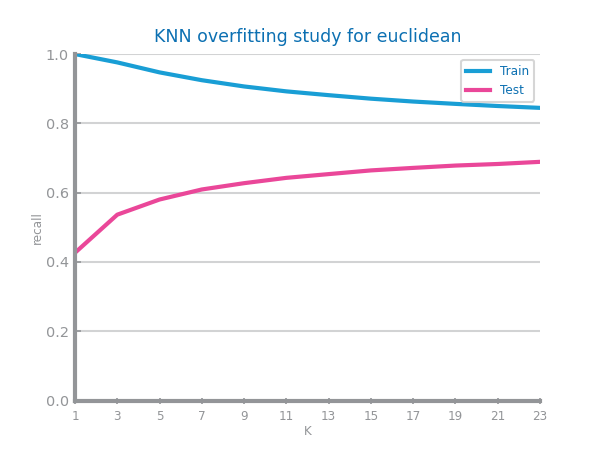 KNN overfitting study for euclidean
1.0
0.8
0.6
0.4
0.2
0.0
recall
Train
Test
1 3 5 7 9 11 13 15 17 19 21 23
K